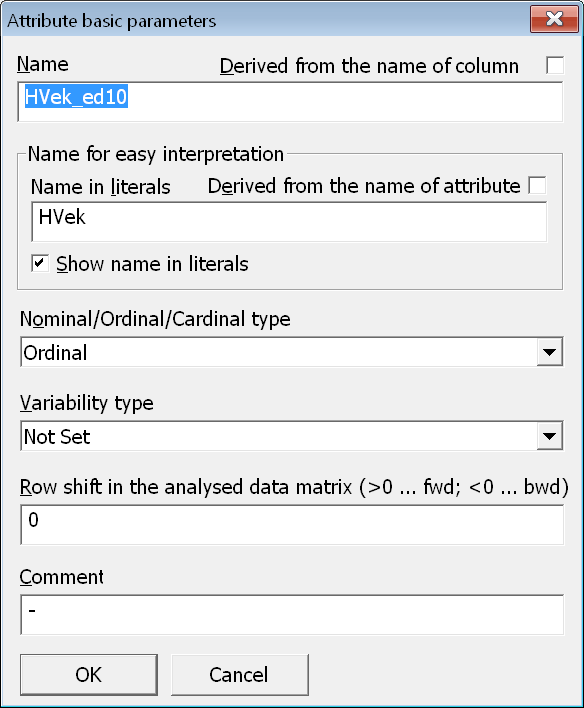 Attribute basic parameters
Name Derived from the name of column
HVek_ed10
Name for easy interpretation
Name in literals Derived from the name of attribute
HVek
Show name in literals
Nominal/Ordinal/Cardinal type
Ordinal
Variability type
Not Set
Row shift in the analysed data matrix (>0 ... fwd; <0 ... bwd)
0
Comment
-
OK Cancel